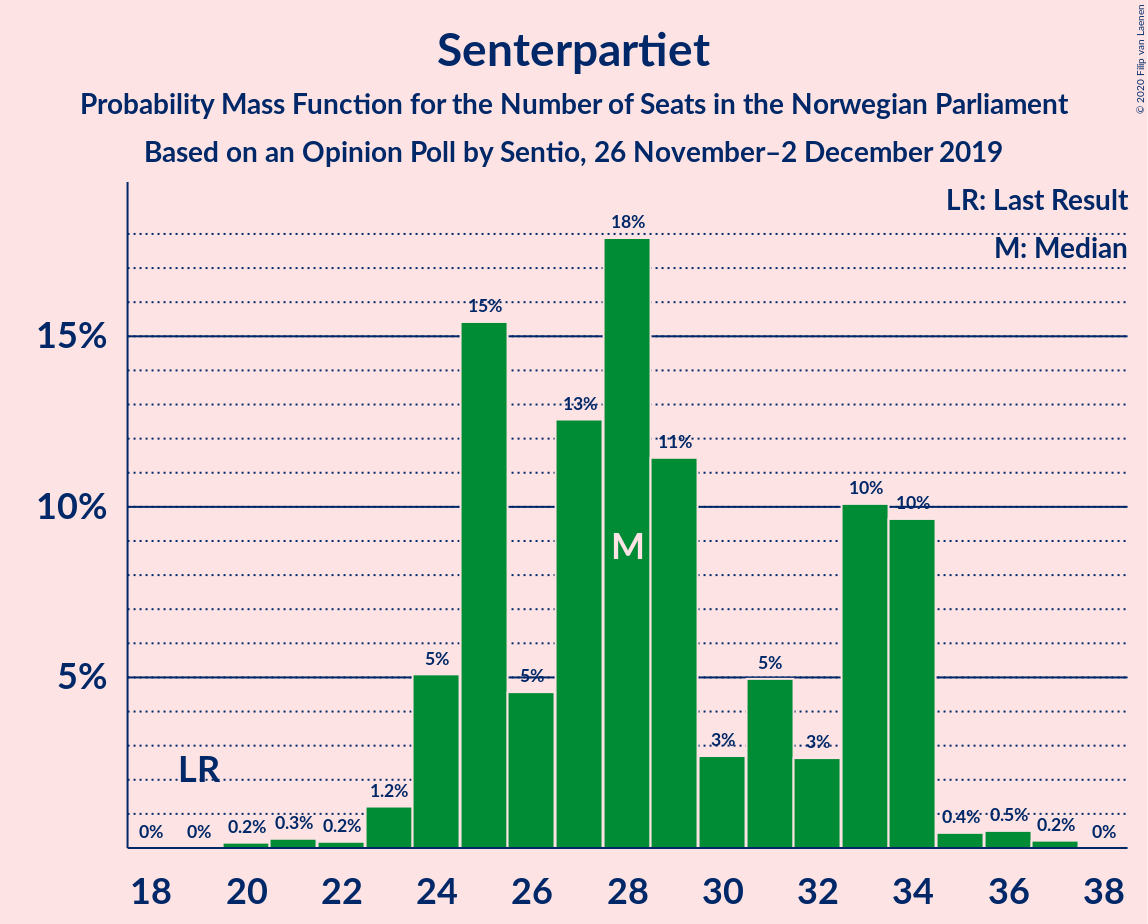 Senterpartiet
Probability Mass Function for the Number of Seats in the Norwegian Parliament
Based on an Opinion Poll by Sentio, 26 November–2 December 2019
© 2020 Filip van Laenen
LR: Last Result
M: Median
15%
10%
5%
LR
0%
0%
0.2%
0.3%
0.2%
1.2%
5%
15%
5%
13%
18%
M
11%
3%
5%
3%
10%
10%
0.4%
0.5%
0.2%
0%
18 20 22 24 26 28 30 32 34 36 38